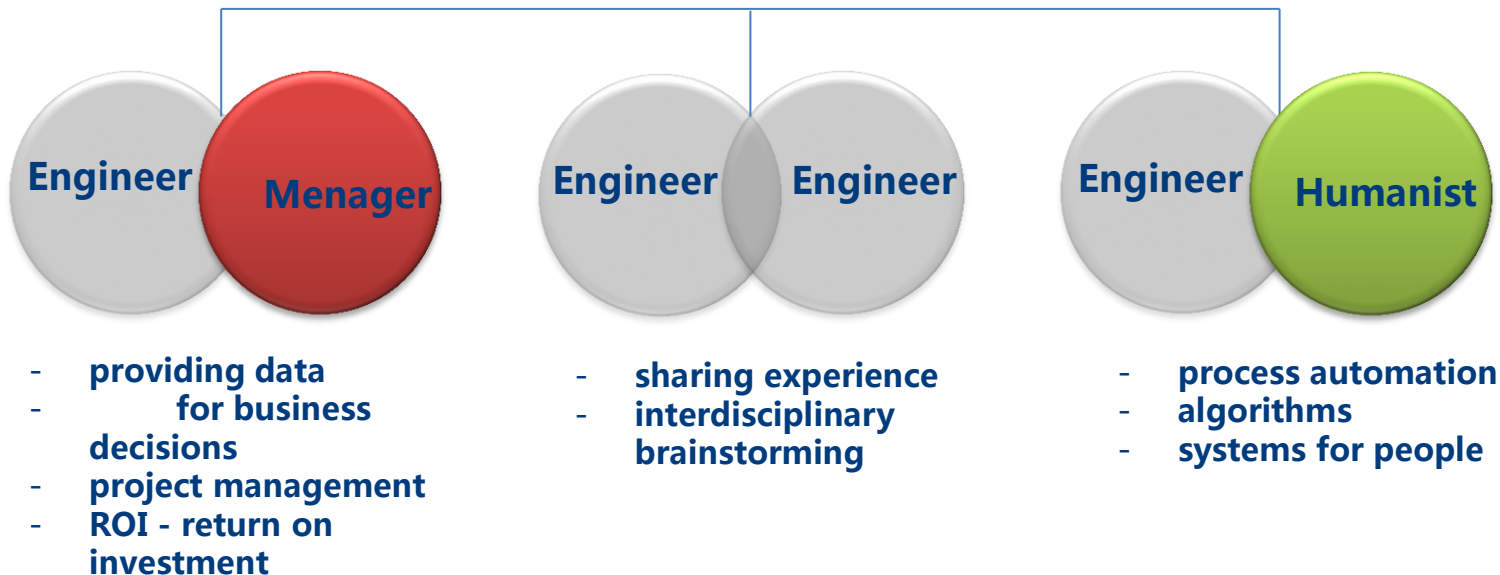 Engineer
Menager
- providing data
- for business
decisions
- project management
- ROI - return on
investment
Engineer
Engineer
- sharing experience
- interdisciplinary
brainstorming
Engineer
Humanist
- process automation
- algorithms
- systems for people